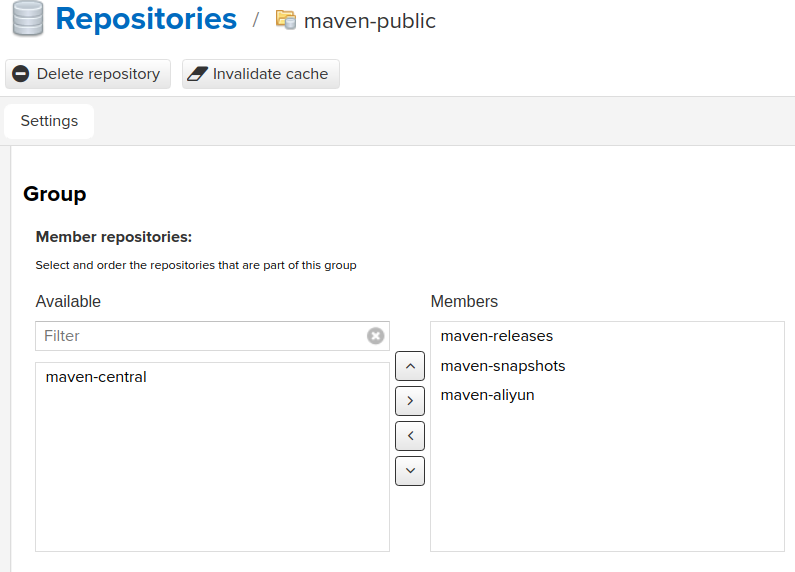 Repositories / maven-public
Delete repository Invalidate cache
Settings
Group
Member repositories:
Select and order the repositories that are part of this group
Available Members
Filter
maven-central
maven-releases
maven-snapshots
maven-aliyun